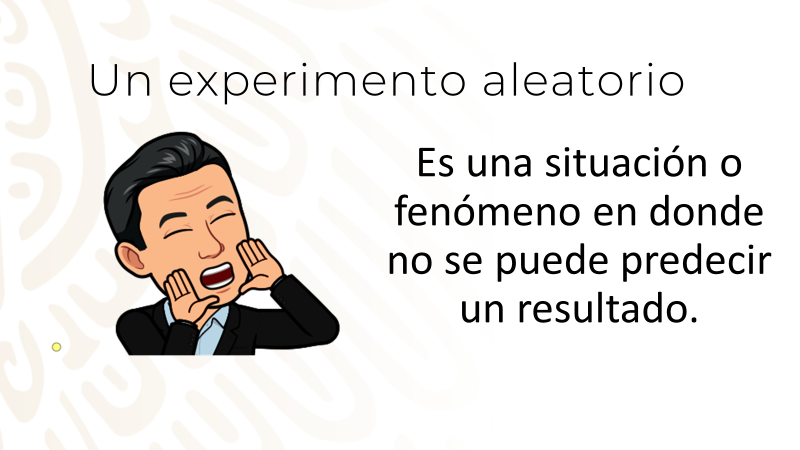 Un experimento aleatorio
Es una situación o
fenómeno en donde
no se puede predecir
un resultado.